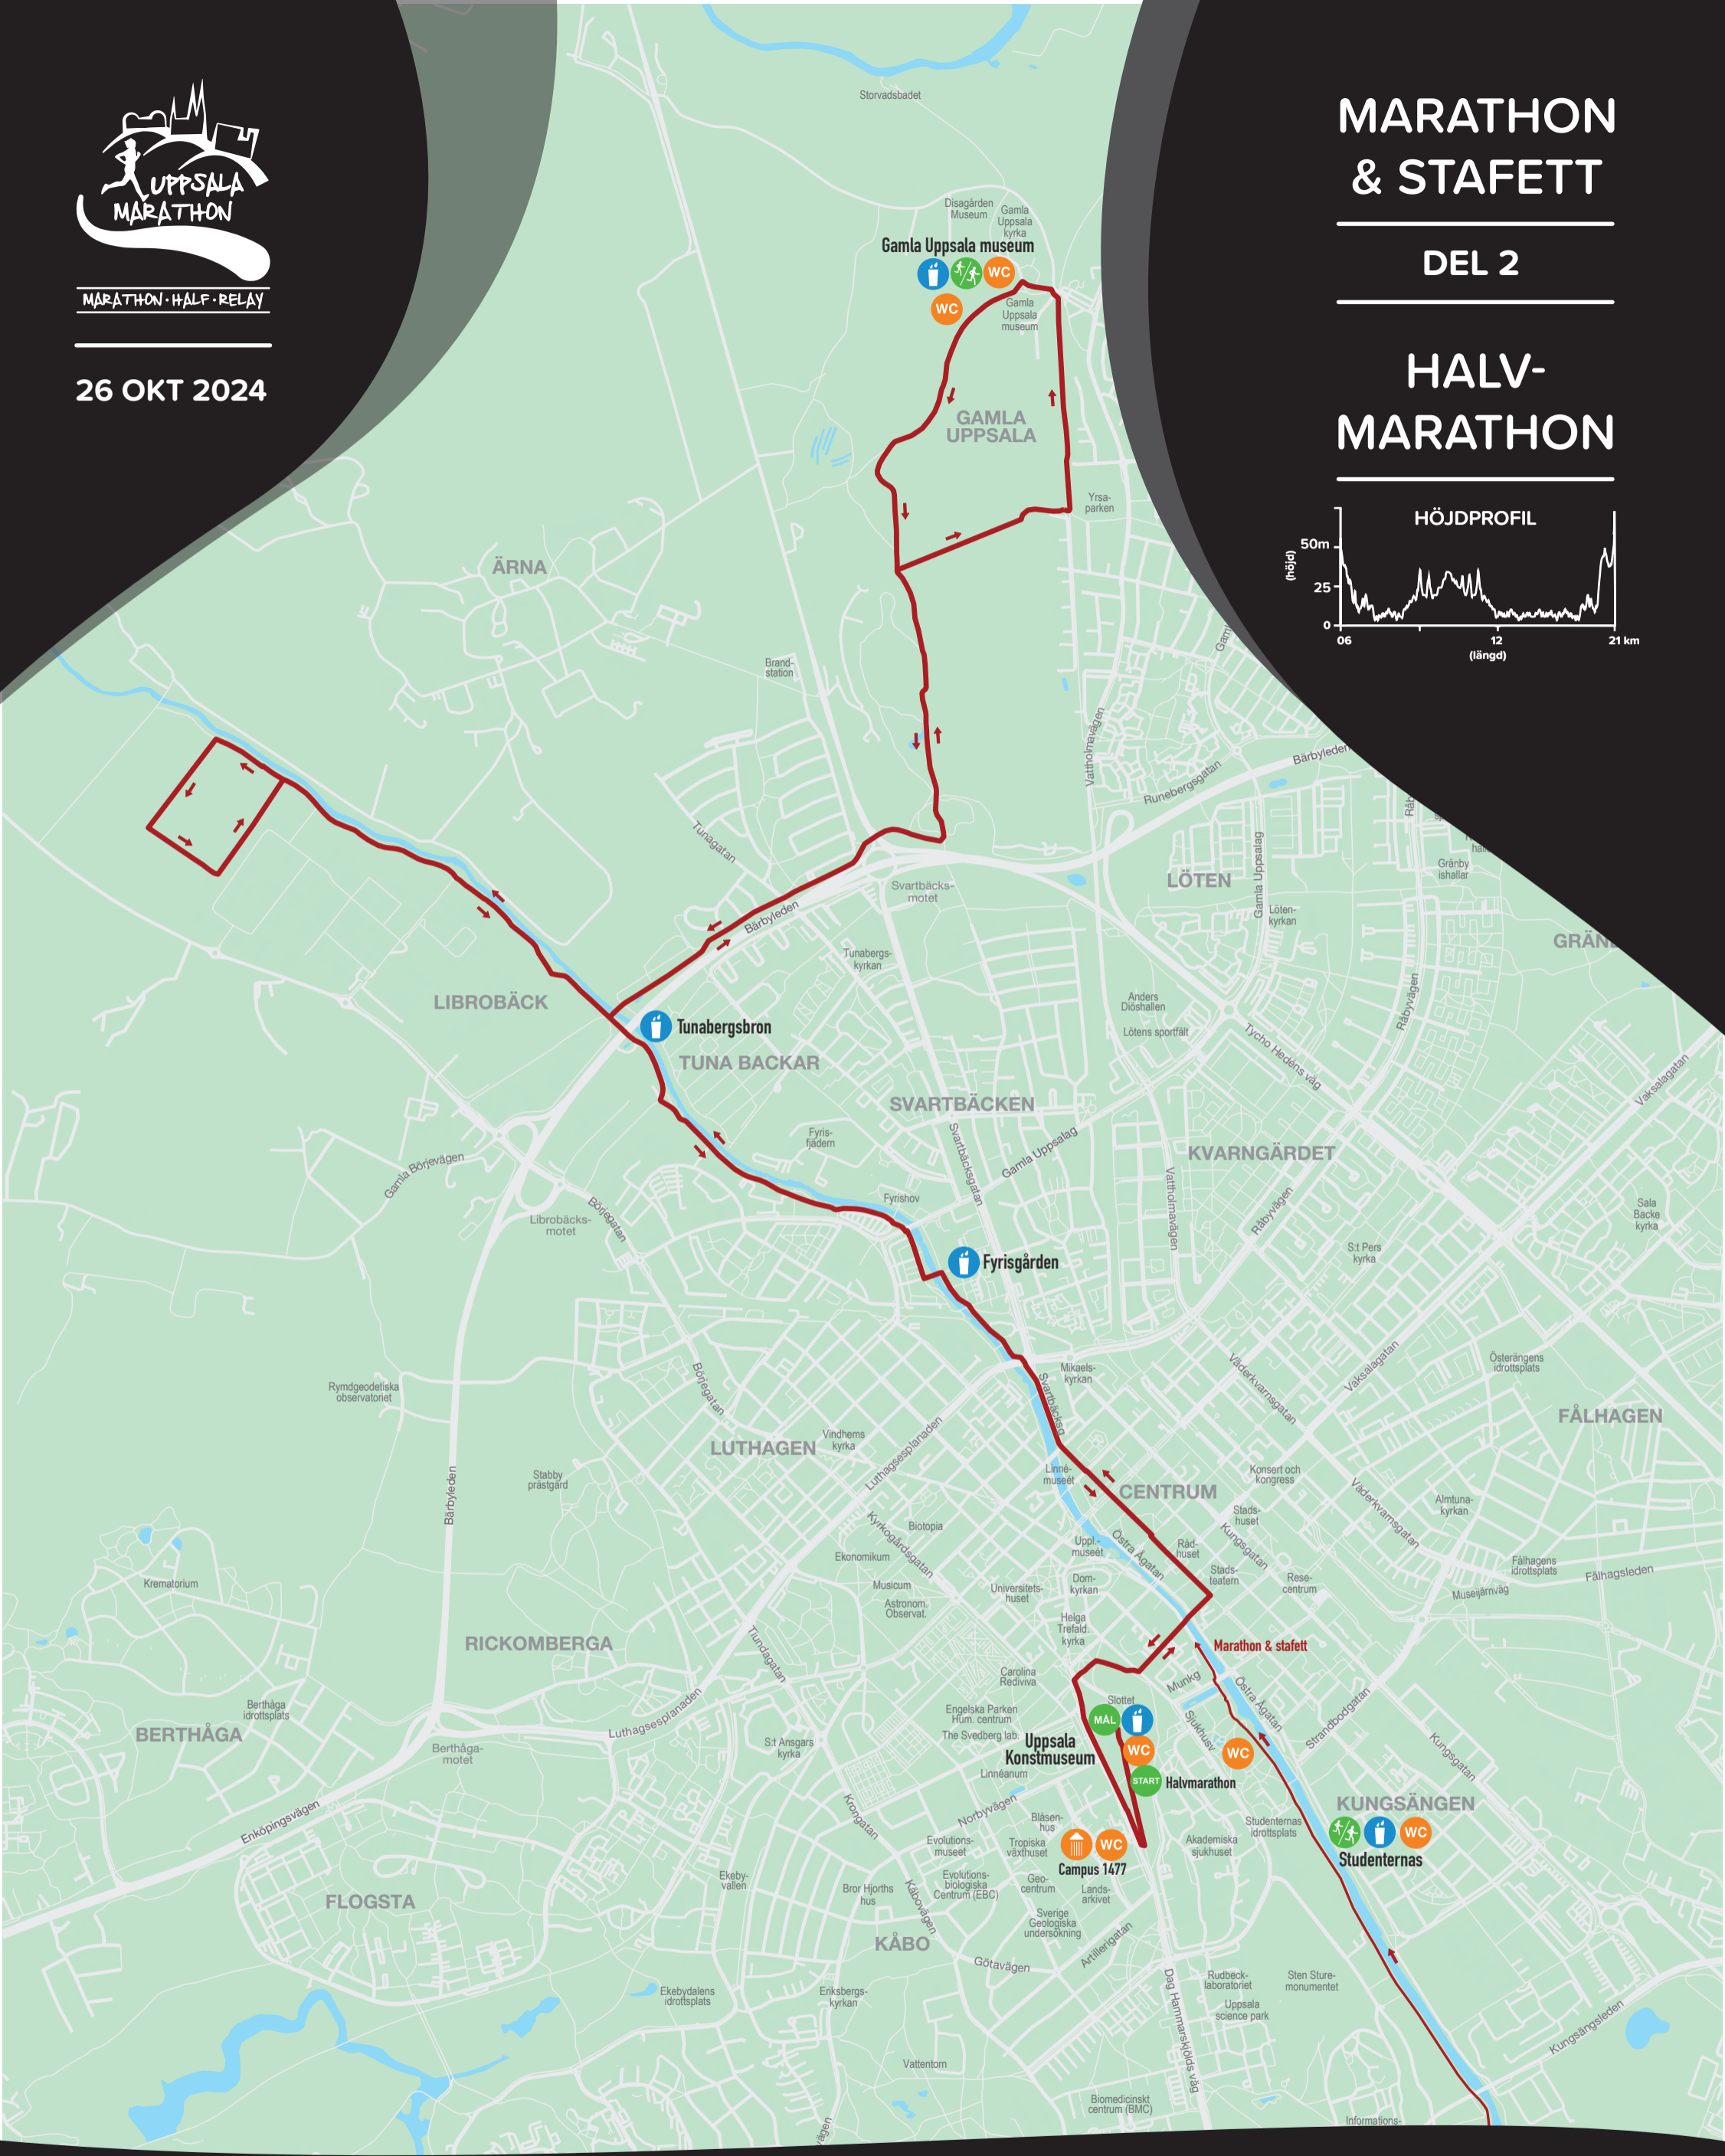 UPPSALA
MARATHON
MARATHON·HALF·RELAY
26 OKT 2024
MARATHON
& STAFETT
DEL 2
HALV-
MARATHON
HÖJDPROFIL
(höjd)
50m
25
0
06
12
21 km
(längd)
Storvadsbadet
Disagården
Museum
Gamla
Uppsala
kyrka
Gamla Uppsala museum
WC
WC
Gamla
Uppsala
museum
GAMLA
UPPSALA
Yrsa-
parken
ÄRNA
Brand-
station
Vattholmavägen
Runebergsgatan
Bärbyleden
Tunagatan
Bärbyleden
Svartbäcks-
motet
LÖTEN
Gamla Uppsalag
Löten-
kyrkan
Gränby
ishallar
Tunabergs-
kyrkan
Råbyvägen
LIBROBÄCK
Tunabergsbron
TUNA BACKAR
Anders
Diöshallen
Lötens sportfält
Tycho Hedéns väg
Vaksalagatan
SVARTBÄCKEN
Fyris-
fjädern
Svartbäcksgatan
Gamla Uppsalag
KVARNGÄRDET
Gamla Börjevägen
Vattholmavägen
Råbyvägen
Sala
Backe
kyrka
Librobäcks-
motet
Börjegatan
Fyrishov
S:t Pers
kyrka
Fyrisgården
Rymdgeodetiska
observatoriet
Börjegatan
Mikaels-
kyrkan
Svartbäcksg
Väderkvarnsgatan
Vaksalagatan
Österängens
idrottsplats
FÅLHAGEN
LUTHAGEN
Vindhems
kyrka
Luthagsesplanaden
Stabby
prästgård
Bärbyleden
Linné-
museét
CENTRUM
Konsert och
kongress
Väderkvarnsgatan
Almtuna-
kyrkan
Stads-
huset
Kungsgatan
Kyrkogårdsgatan
Biotopia
Ekonomikum
Uppl.-
museét
Östra Ågatan
Råd-
huset
Krematorium
Musicum
Astronom.
Observat.
Universitets-
huset
Dom-
kyrkan
Stads-
teatern
Rese-
centrum
Fålhagens
idrottsplats
Fålhagsleden
Museijärnväg
Helga
Trefald.
kyrka
RICKOMBERGA
Tiundagatan
Marathon & stafett
Carolina
Rediviva
Munkg
Östra Ågatan
Berthåga
idrottsplats
BERTHÅGA
Luthagsesplanaden
Berthåga-
motet
Engelska Parken
Hum. centrum
The Svedberg lab.
Slottet
MÅL
Sjukhusv
Strandbodgatan
S:t Ansgars
kyrka
Uppsala
Konstmuseum
WC
WC
Kungsgatan
Linnéanum
START
Halvmarathon
Enköpingsvägen
Krongatan
Norbyvägen
Blåsen-
hus
Studenternas
idrottsplats
KUNGSÄNGEN
WC
Studenternas
Evolutions-
museet
Tropiska
växthuset
WC
Campus 1477
Akademiska
sjukhuset
Ekeby-
vallen
Bror Hjorths
hus
Kåbovägen
Evolutions-
biologiska
Centrum (EBC)
Geo-
centrum
Lands-
arkivet
FLOGSTA
Sverige
Geologiska
undersökning
KÅBO
Artillerigatan
Götavägen
Ekebydalens
idrottsplats
Eriksbergs-
kyrkan
Dag Hammarskjölds väg
Rudbeck-
laboratoriet
Sten Sture-
monumentet
Uppsala
science park
Kungsängsleden
Vattentorn
Biomedicinskt
centrum (BMC)
Informations-